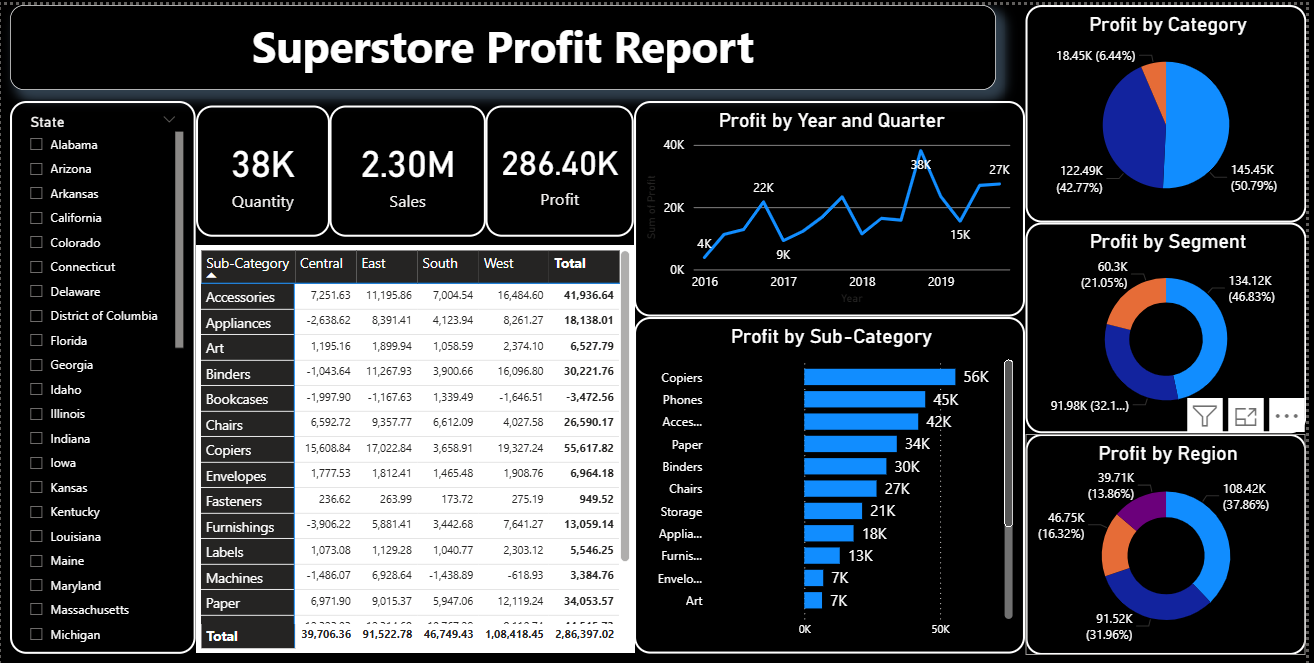 Superstore Profit Report
State
Alabama
Arizona
Arkansas
California
Colorado
Connecticut
Delaware
District of Columbia
Florida
Georgia
Idaho
Illinois
Indiana
Iowa
Kansas
Kentucky
Louisiana
Maine
Maryland
Massachusetts
Michigan
38K
Quantity
2.30M
Sales
286.40K
Profit
Sub-Category Central East South West Total
Accessories 7,251.63 11,195.86 7,004.54 16,484.60 41,936.64
Appliances -2,638.62 8,391.41 4,123.94 8,261.27 18,138.01
Art 1,195.16 1,899.94 1,058.59 2,374.10 6,527.79
Binders -1,043.64 11,267.93 3,900.66 16,096.80 30,221.76
Bookcases -1,997.90 -1,167.63 1,339.49 -1,646.51 -3,472.56
Chairs 6,592.72 9,357.77 6,612.09 4,027.58 26,590.17
Copiers 15,608.84 17,022.84 3,658.91 19,327.24 55,617.82
Envelopes 1,777.53 1,812.41 1,465.48 1,908.76 6,964.18
Fasteners 236.62 263.99 173.72 275.19 949.52
Furnishings -3,906.22 5,881.41 3,442.68 7,641.27 13,059.14
Labels 1,073.08 1,129.28 1,040.77 2,303.12 5,546.25
Machines -1,486.07 6,928.64 -1,438.89 -618.93 3,384.76
Paper 6,971.90 9,015.37 5,947.06 12,119.24 34,053.57
Total 39,706.36 91,522.78 46,749.43 1,08,418.45 2,86,397.02
Profit by Year and Quarter
Sum of Profit
40K
20K
0K
4K
22K
9K
38K
15K
27K
2016 2017 2018 2019
Year
Profit by Sub-Category
Copiers 56K
Phones 45K
Acces... 42K
Paper 34K
Binders 30K
Chairs 27K
Storage 21K
Applia... 18K
Furnis... 13K
Envelo... 7K
Art 7K
0K 50K
Profit by Category
18.45K (6.44%)
122.49K
(42.77%)
145.45K
(50.79%)
Profit by Segment
60.3K
(21.05%)
134.12K
(46.83%)
91.98K (32.1...)
Profit by Region
39.71K
(13.86%)
108.42K
(37.86%)
46.75K
(16.32%)
91.52K
(31.96%)